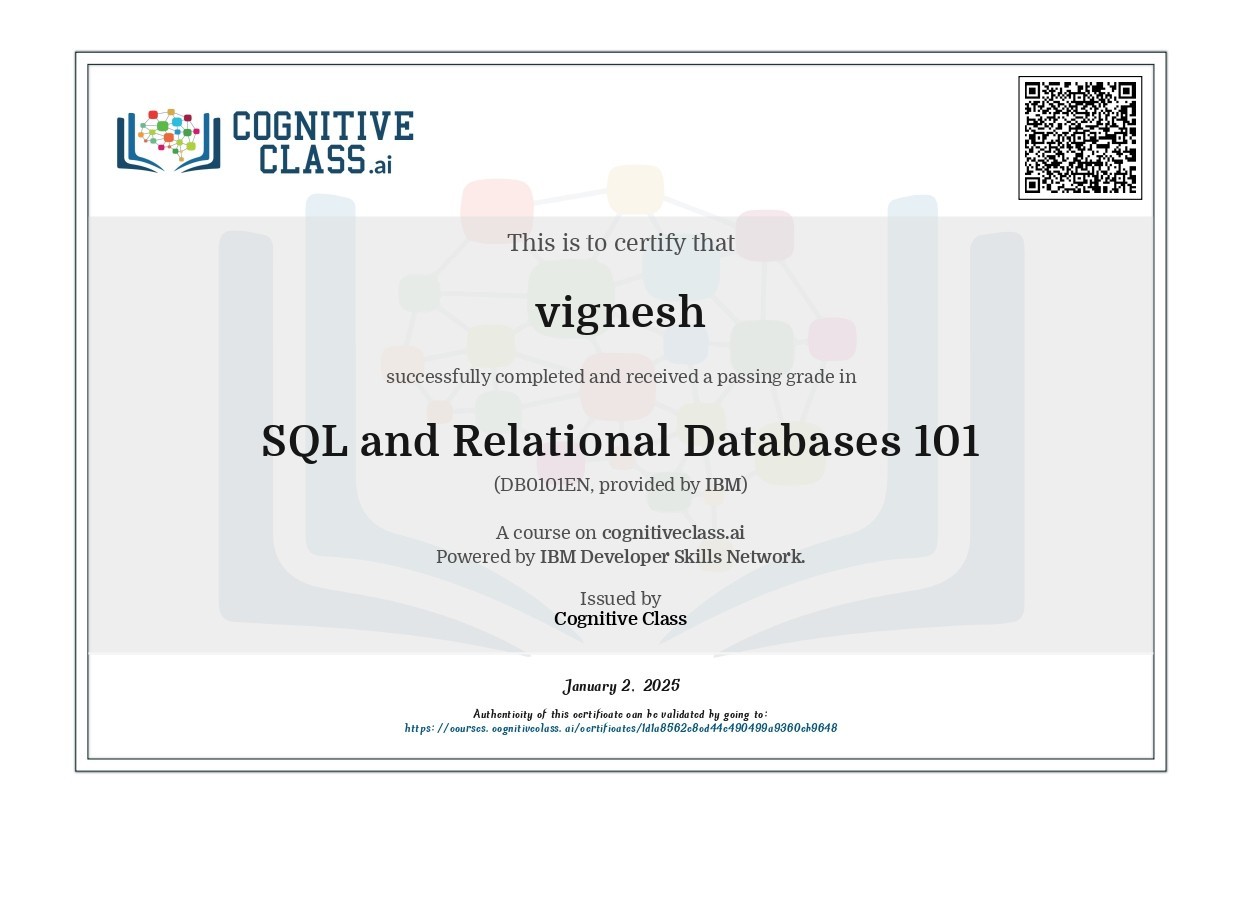 COGNITIVE
CLASS.ai
This is to certify that
vignesh
successfully completed and received a passing grade in
SQL and Relational Databases 101
(DB0101EN, provided by IBM)
A course on cognitiveclass.ai
Powered by IBM Developer Skills Network.
Issued by
Cognitive Class
January 2, 2025
Authenticity of this certificate can be validated by going to:
https://courses.cognitiveclass.ai/certificates/1d1a8562c8cd44c490499a9360cb9648